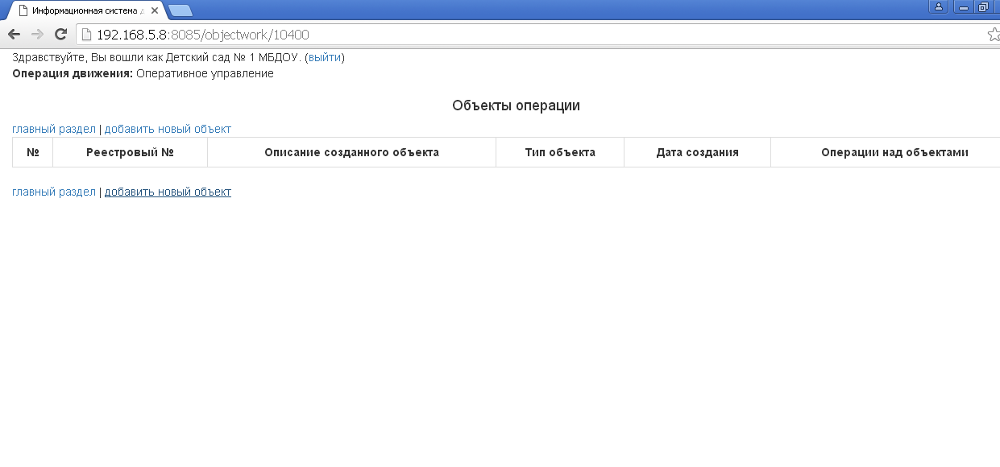 Информационная система д
192.168.5.8:8085/objectwork/10400
Здравствуйте, Вы вошли как Детский сад № 1 МБДОУ. (выйти)
Операция движения: Оперативное управление
Объекты операции
главный раздел | добавить новый объект
№ Реестровый № Описание созданного объекта Тип объекта Дата создания Операции над объектами
главный раздел | добавить новый объект